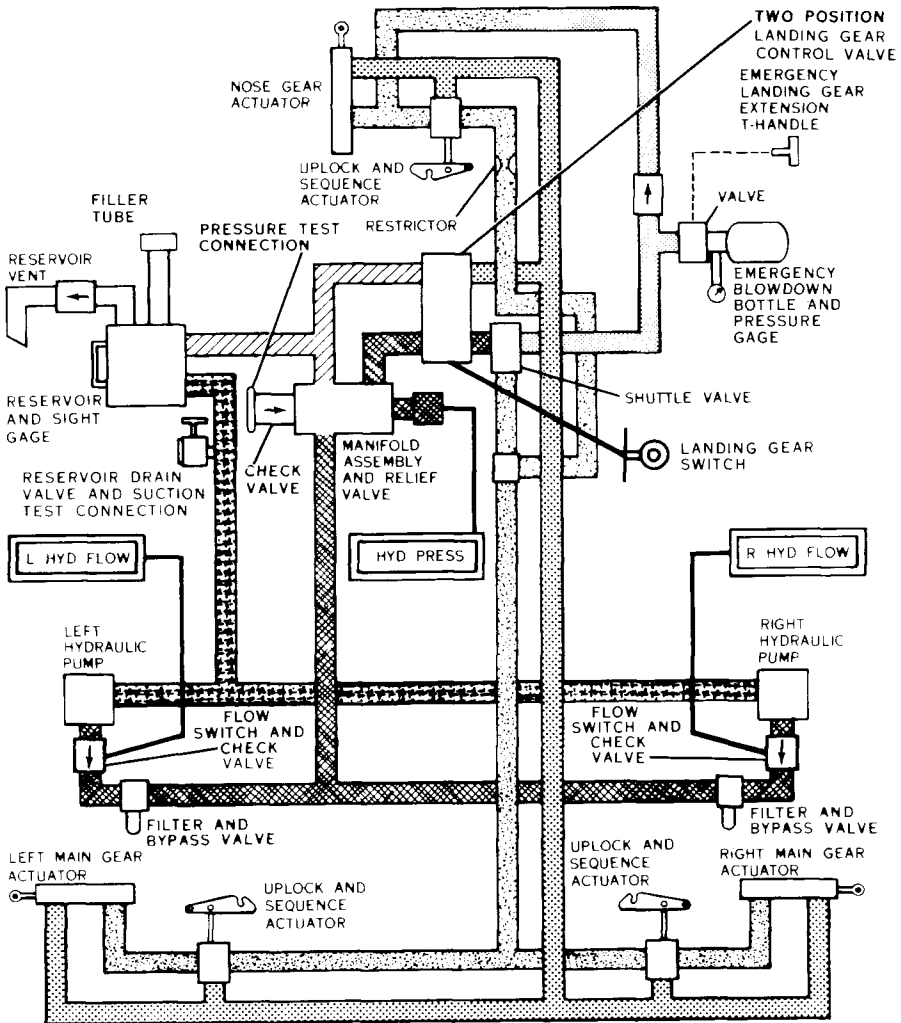 TWO POSITION
LANDING GEAR
CONTROL VALVE
NOSE GEAR
ACTUATOR
EMERGENCY
LANDING GEAR
EXTENSION
T-HANDLE
UPLOCK AND
SEQUENCE
ACTUATOR
RESTRICTOR
VALVE
FILLER
TUBE
PRESSURE TEST
CONNECTION
RESERVOIR
VENT
EMERGENCY
BLOWDOWN
BOTTLE AND
PRESSURE
GAGE
RESERVOIR
AND SIGHT
GAGE
SHUTTLE VALVE
CHECK
VALVE
MANIFOLD
ASSEMBLY
AND RELIEF
VALVE
LANDING GEAR
SWITCH
RESERVOIR DRAIN
VALVE AND SUCTION
TEST CONNECTION
L HYD FLOW
HYD PRESS
R HYD FLOW
LEFT
HYDRAULIC
PUMP
RIGHT
HYDRAULIC
PUMP
FLOW
SWITCH AND
CHECK
VALVE
FLOW
SWITCH AND
CHECK
VALVE
FILTER AND
BYPASS VALVE
FILTER AND
BYPASS VALVE
LEFT MAIN GEAR
ACTUATOR
UPLOCK AND
SEQUENCE
ACTUATOR
UPLOCK AND
SEQUENCE
ACTUATOR
RIGHT MAIN GEAR
ACTUATOR